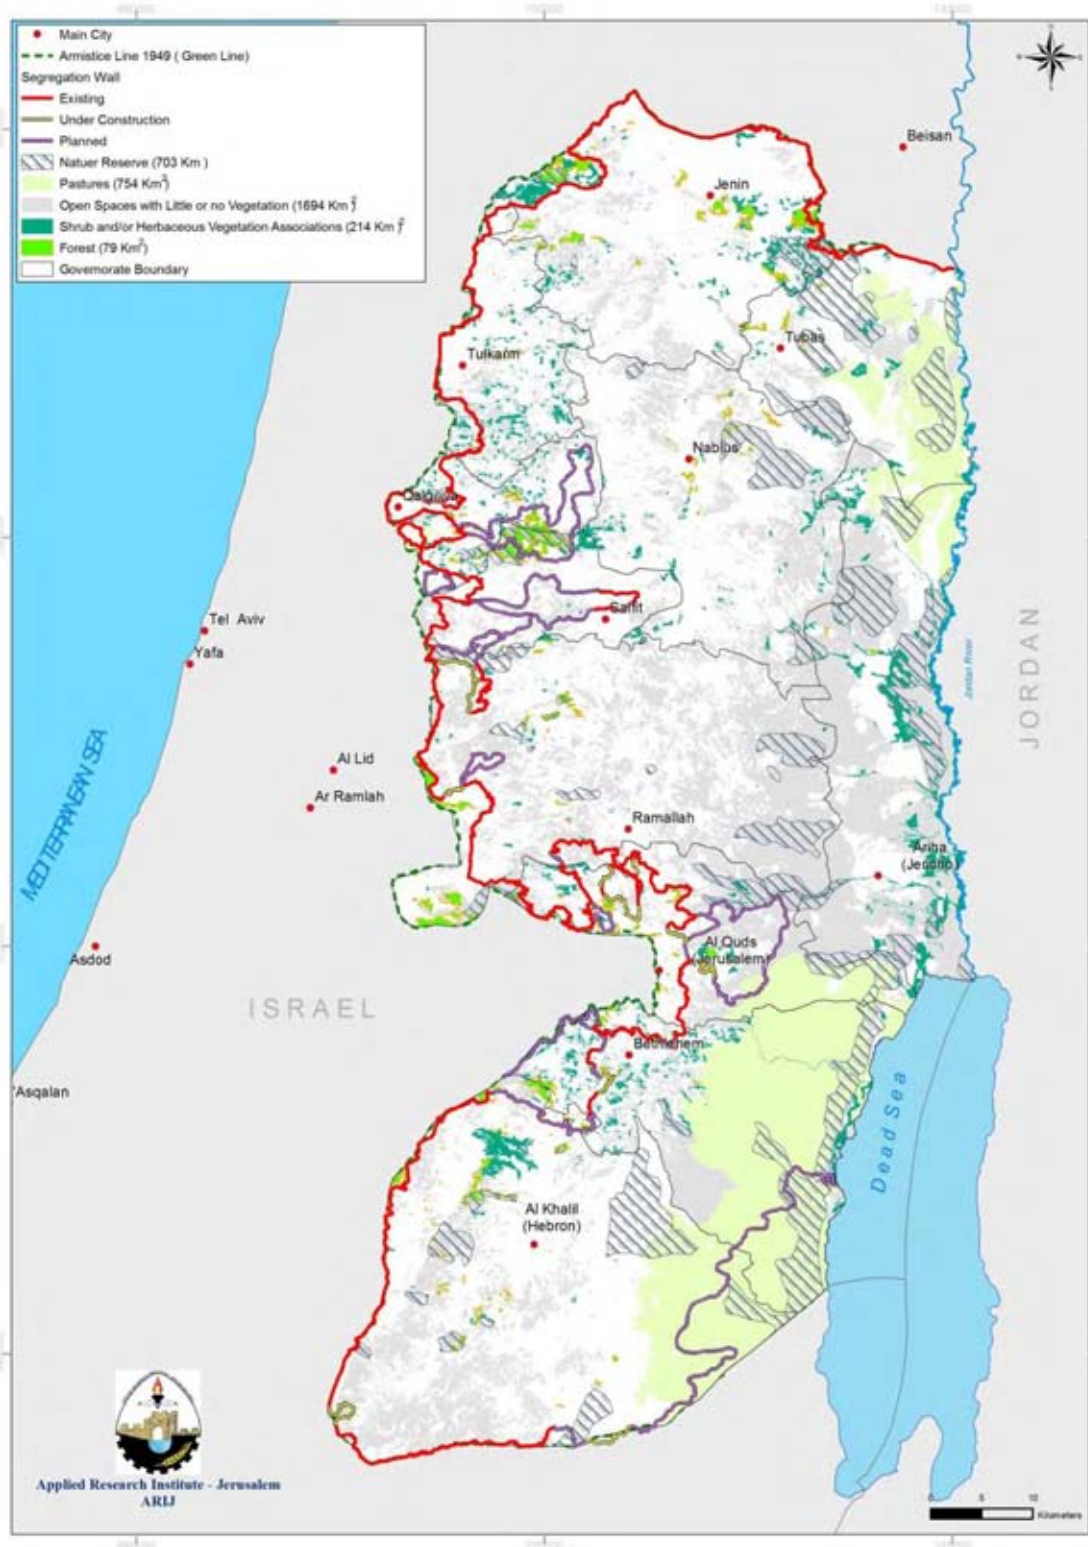 Main City
Armistice Line 1949 ( Green Line)
Segregation Wall
Existing
Under Construction
Planned
Natuer Reserve (703 Km )
Pastures (754 Km²)
Open Spaces with Little or no Vegetation (1694 Km²)
Shrub and/or Herbaceous Vegetation Associations (214 Km²)
Forest (79 Km²)
Governorate Boundary
Beisan
Jenin
Tubas
Tulkarm
Nablus
Qalqiliya
Salfit
Tel Aviv
Yafa
JORDAN
Jordan River
MEDITERRANEAN SEA
Al Lid
Ar Ramlah
Ramallah
Ariha
(Jericho)
Al Quds
(Jerusalem)
Asdod
ISRAEL
Bethlehem
'Asqalan
Dead Sea
Al Khalil
(Hebron)
Applied Research Institute - Jerusalem
ARIJ
0 5 10
Kilometers